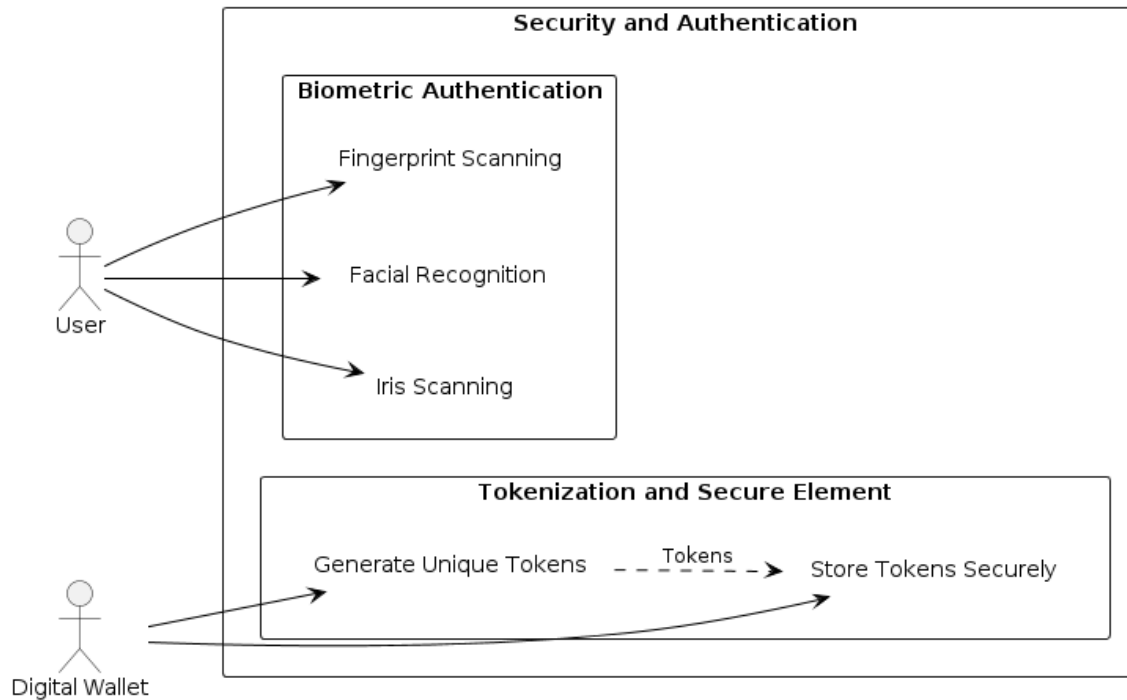 Security and Authentication
Biometric Authentication
Fingerprint Scanning
Facial Recognition
User
Iris Scanning
Tokenization and Secure Element
Generate Unique Tokens
Tokens
Store Tokens Securely
Digital Wallet